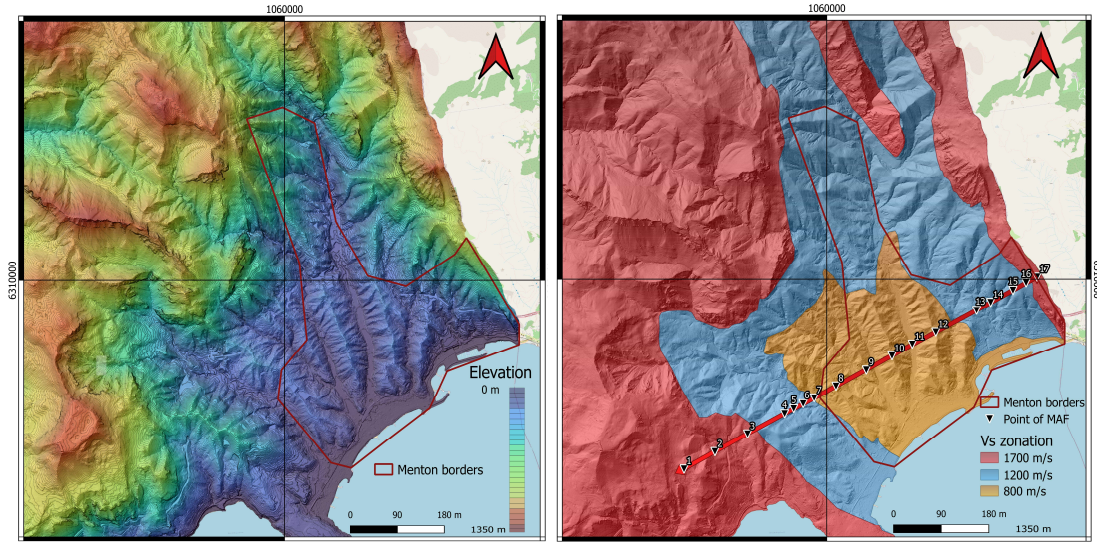 1060000
6310000
Elevation
0 m
1350 m
Menton borders
0 90 180 m
1060000
1
2
3
4
5
6
7
8
9
10
11
12
13
14
15
16
17
Menton borders
Point of MAF
Vs zonation
1700 m/s
1200 m/s
800 m/s
0 90 180 m
1350 m